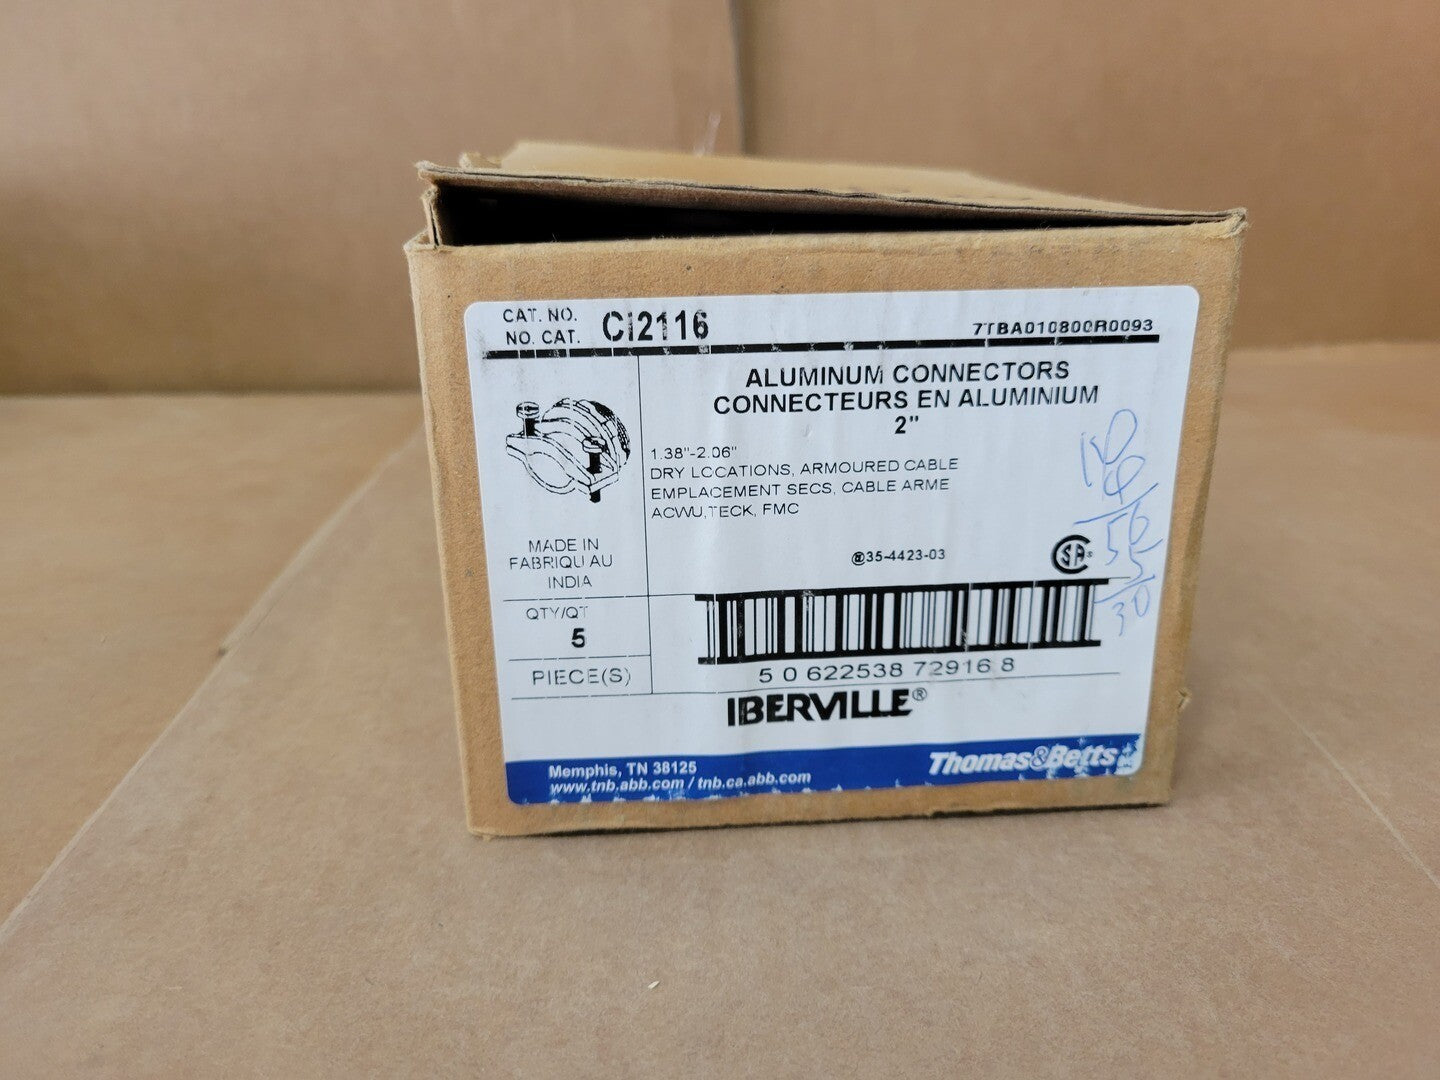 CAT. NO.
NO. CAT. CI2116
7TBA010800R0093
ALUMINUM CONNECTORS
CONNECTEURS EN ALUMINIUM
2"
1.38"-2.06"
DRY LOCATIONS, ARMOURED CABLE
EMPLACEMENT SECS, CABLE ARME
ACWU,TECK, FMC
MADE IN
FABRIQU AU
INDIA
35-4423-03
QTY/QT
5
PIECE(S)
5 0 622538 72916 8
IBERVILLE®
Memphis, TN 38125
www.tnb.abb.com / tnb.ca.abb.com
Thomas&Betts